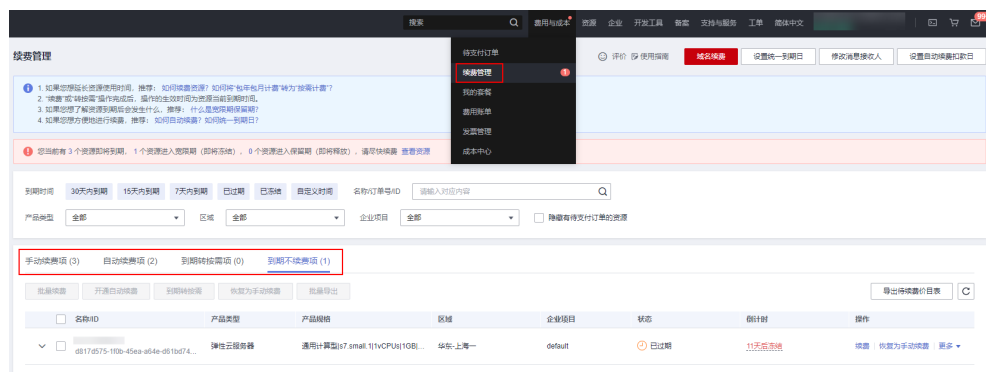 搜索 费用与成本 资源 企业 开发工具 备案 支持与服务 工单 简体中文 99
续费管理
评价 使用指南 域名续费 设置统一到期日 修改消息接收人 设置自动续费扣款日
待支付订单
续费管理 1
我的套餐
费用账单
发票管理
成本中心
1. 如果您想延长资源使用时间，推荐： 如何续费资源? 如何将"包年包月计费"转为"按需计费"?
2. "续费"或"转按需"操作完成后，操作的生效时间为资源当前到期时间。
3. 如果您想了解资源到期后会发生什么，推荐： 什么是宽限期保留期?
4. 如果您想方便地进行续费，推荐： 如何自动续费? 如何统一到期日?
您当前有 3 个资源即将到期， 1 个资源进入宽限期（即将冻结）， 0 个资源进入保留期（即将释放），请尽快续费 查看资源
到期时间 30天内到期 15天内到期 7天内到期 已过期 已冻结 自定义时间 名称/订单号/ID 请输入对应内容
产品类型 全部 区域 全部 企业项目 全部 隐藏有待支付订单的资源
手动续费项 (3) 自动续费项 (2) 到期转按需项 (0) 到期不续费项 (1)
批量续费 开通自动续费 到期转按需 恢复为手动续费 批量导出 导出待续费价目表
名称/ID 产品类型 产品规格 区域 企业项目 状态 倒计时 操作
d817d575-1f0b-45ea-a64e-d61bd74... 弹性云服务器 通用计算型|s7.small.1|1vCPUs|1GB|... 华东-上海一 default 已过期 11天后冻结 续费 恢复为手动续费 更多